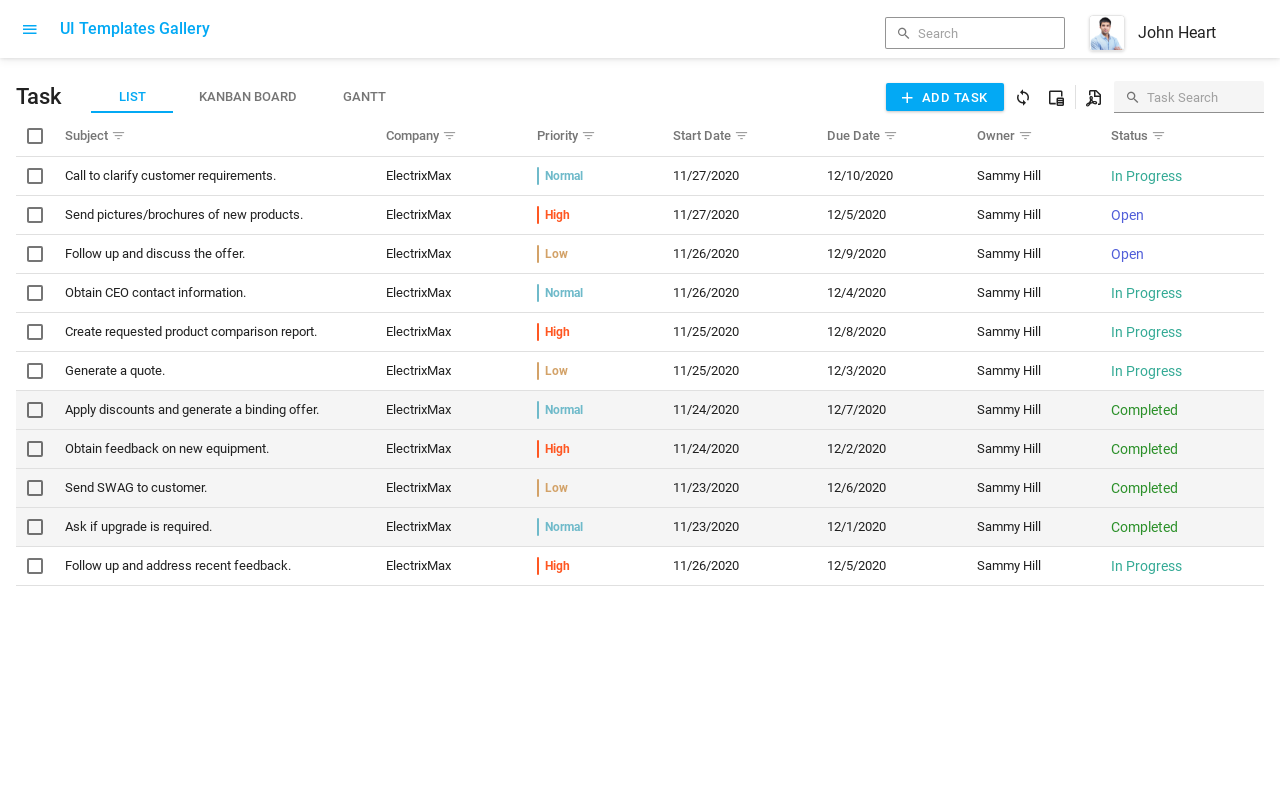 UI Templates Gallery
Search
John Heart
Task
LIST KANBAN BOARD GANTT
ADD TASK
Task Search
Subject Company Priority Start Date Due Date Owner Status
Call to clarify customer requirements. ElectrixMax Normal 11/27/2020 12/10/2020 Sammy Hill In Progress
Send pictures/brochures of new products. ElectrixMax High 11/27/2020 12/5/2020 Sammy Hill Open
Follow up and discuss the offer. ElectrixMax Low 11/26/2020 12/9/2020 Sammy Hill Open
Obtain CEO contact information. ElectrixMax Normal 11/26/2020 12/4/2020 Sammy Hill In Progress
Create requested product comparison report. ElectrixMax High 11/25/2020 12/8/2020 Sammy Hill In Progress
Generate a quote. ElectrixMax Low 11/25/2020 12/3/2020 Sammy Hill In Progress
Apply discounts and generate a binding offer. ElectrixMax Normal 11/24/2020 12/7/2020 Sammy Hill Completed
Obtain feedback on new equipment. ElectrixMax High 11/24/2020 12/2/2020 Sammy Hill Completed
Send SWAG to customer. ElectrixMax Low 11/23/2020 12/6/2020 Sammy Hill Completed
Ask if upgrade is required. ElectrixMax Normal 11/23/2020 12/1/2020 Sammy Hill Completed
Follow up and address recent feedback. ElectrixMax High 11/26/2020 12/5/2020 Sammy Hill In Progress